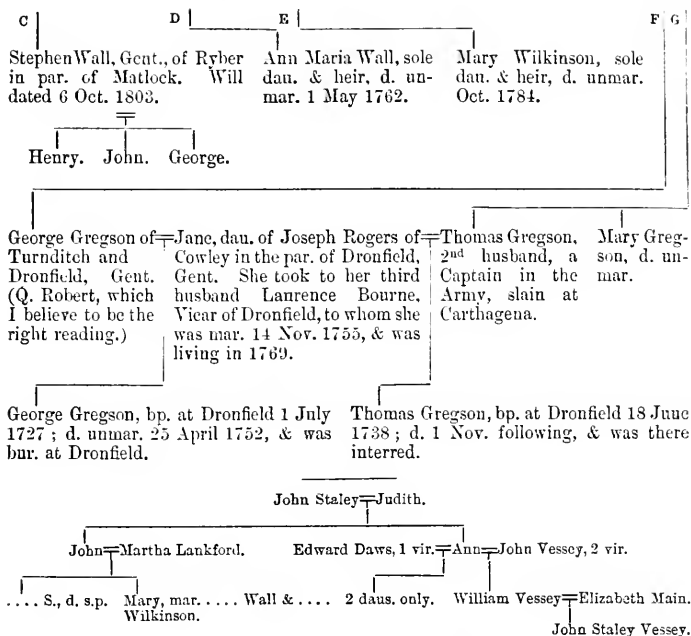 C D E F G
Stephen Wall, Gent., of Ryber
in par. of Matlock. Will
dated 6 Oct. 1803.
Ann Maria Wall, sole
dau. & heir, d. un-
mar. 1 May 1762.
Mary Wilkinson, sole
dau. & heir, d. unmar.
Oct. 1784.
Henry. John. George.
George Gregson of
Turnditch and
Dronfield, Gent.
(Q. Robert, which
I believe to be the
right reading.)
Jane, dau. of Joseph Rogers of
Cowley in the par. of Dronfield,
Gent. She took to her third
husband Laurence Bourne,
Vicar of Dronfield, to whom she
was mar. 14 Nov. 1755, & was
living in 1769.
Thomas Gregson,
2nd husband, a
Captain in the
Army, slain at
Carthagena.
Mary Greg-
son, d. un-
mar.
George Gregson, bp. at Dronfield 1 July
1727 ; d. unmar. 25 April 1752, & was
bur. at Dronfield.
Thomas Gregson, bp. at Dronfield 18 June
1738 ; d. 1 Nov. following, & was there
interred.
John Staley Judith.
John Martha Lankford. Edward Daws, 1 vir. Ann John Vessey, 2 vir.
.... S., d. s.p. Mary, mar. .... Wall & .... 2 daus. only. William Vessey Elizabeth Main.
Wilkinson.
John Staley Vessey.